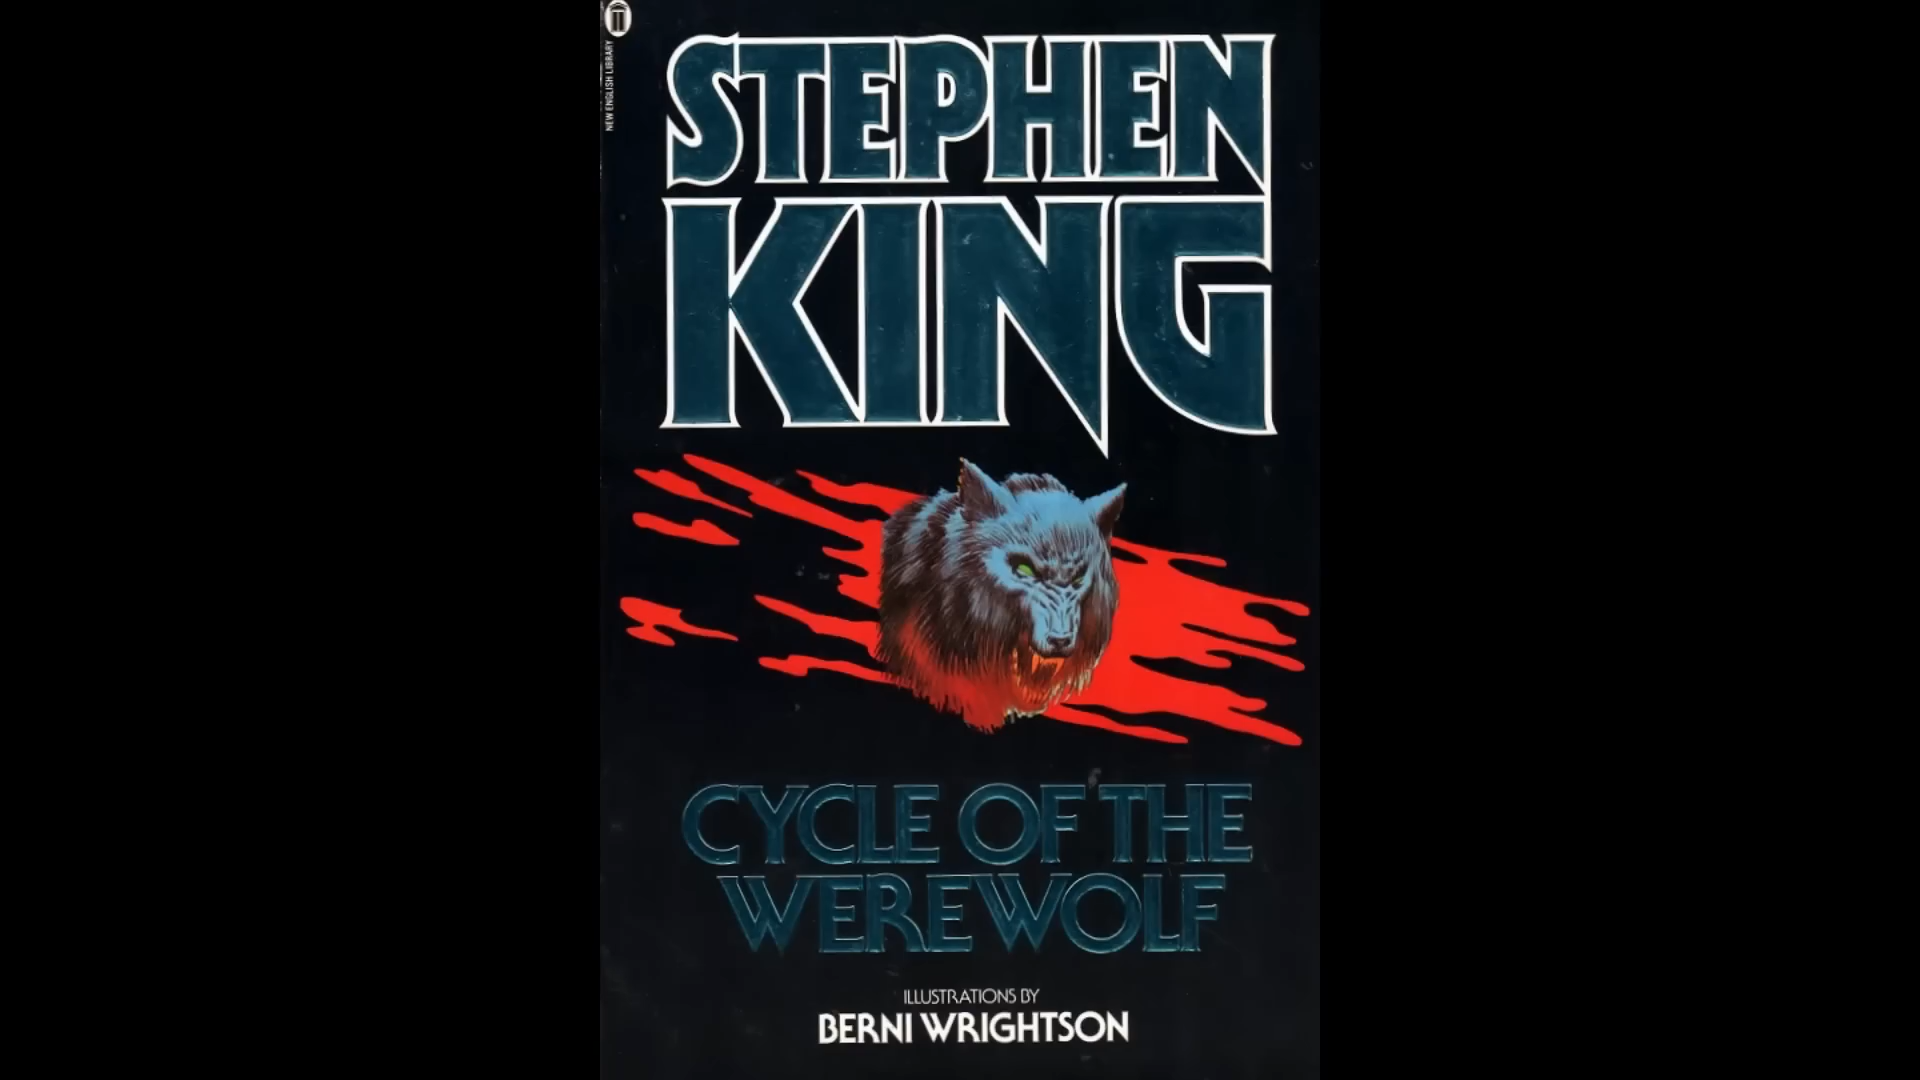 NEW ENGLISH LIBRARY
STEPHEN
KING
CYCLE OF THE
WEREWOLF
ILLUSTRATIONS BY
BERNI WRIGHTSON